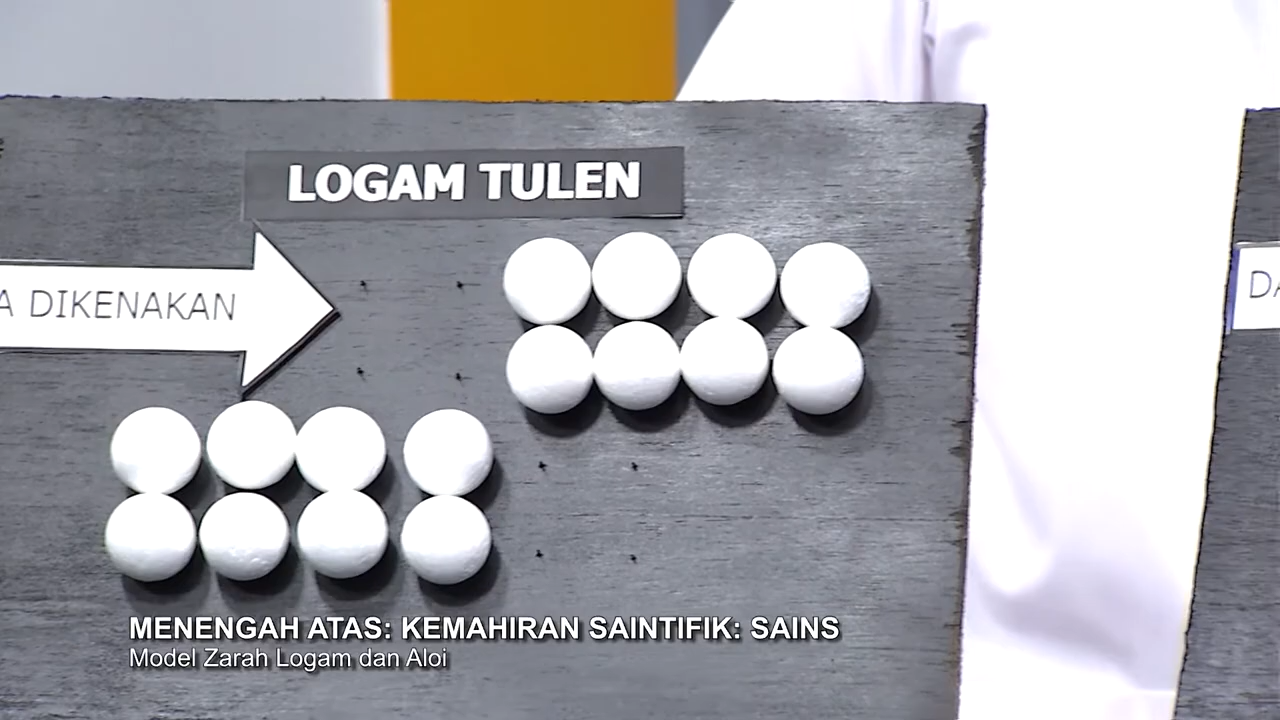 LOGAM TULEN
DIKENAKAN
MENENGAH ATAS: KEMAHIRAN SAINTIFIK: SAINS
Model Zarah Logam dan Aloi